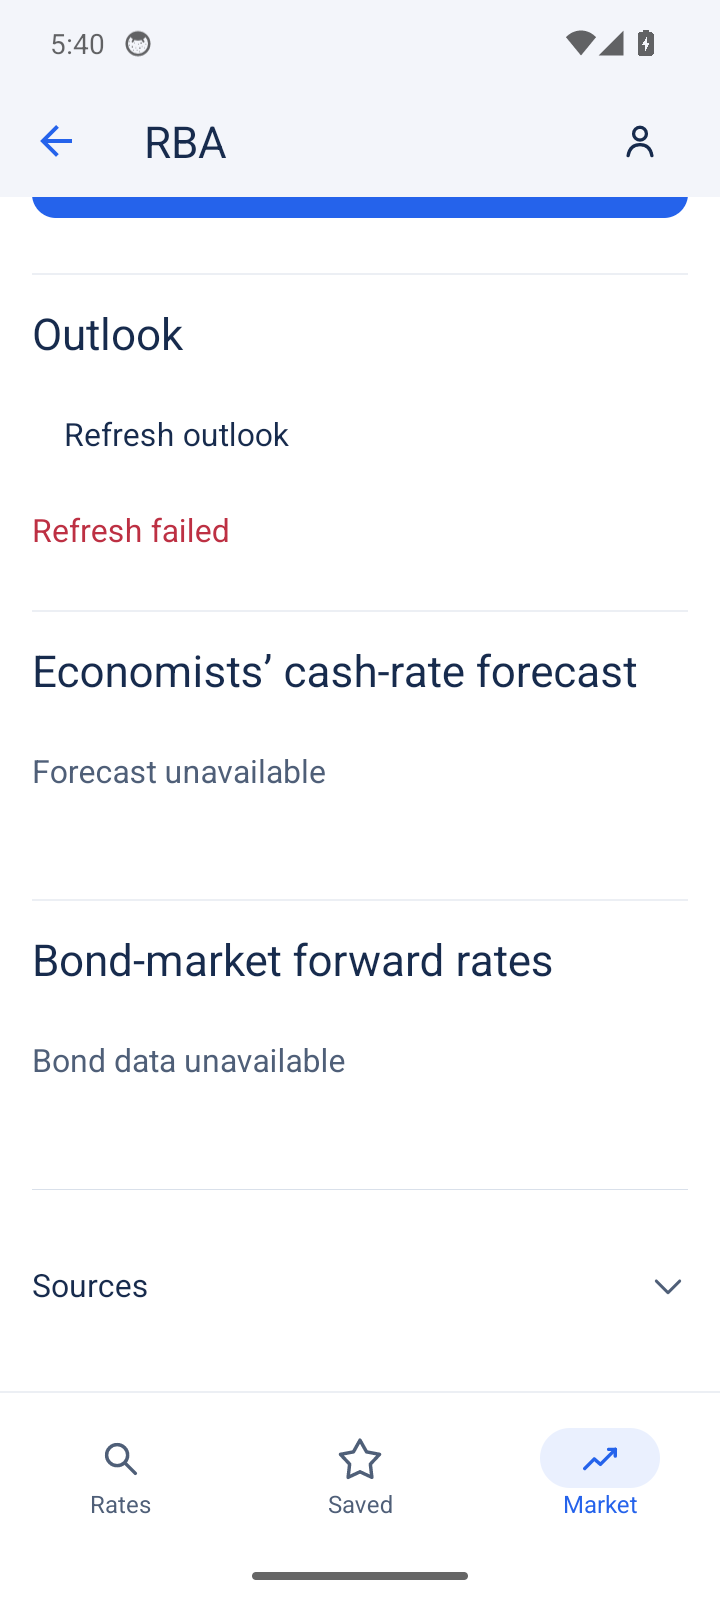 5:40
RBA
Outlook
Refresh outlook
Refresh failed
Economists’ cash-rate forecast
Forecast unavailable
Bond-market forward rates
Bond data unavailable
Sources
Rates
Saved
Market